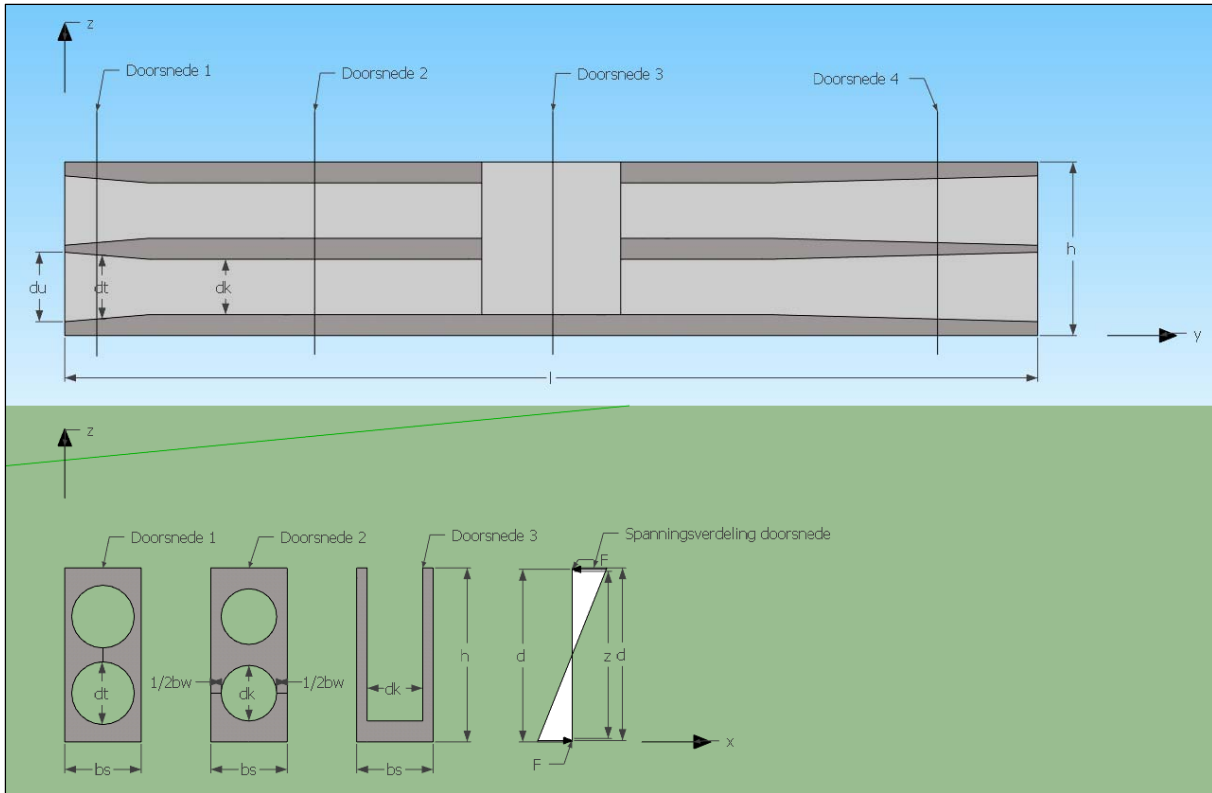 z
Doorsnede 1
Doorsnede 2
Doorsnede 3
Doorsnede 4
du
dt
dk
h
y
l
z
Doorsnede 1
Doorsnede 2
Doorsnede 3
Spanningsverdeling doorsnede
F
dt
1/2bw
dk
1/2bw
dk
h
d
z
d
bs
bs
bs
F
x